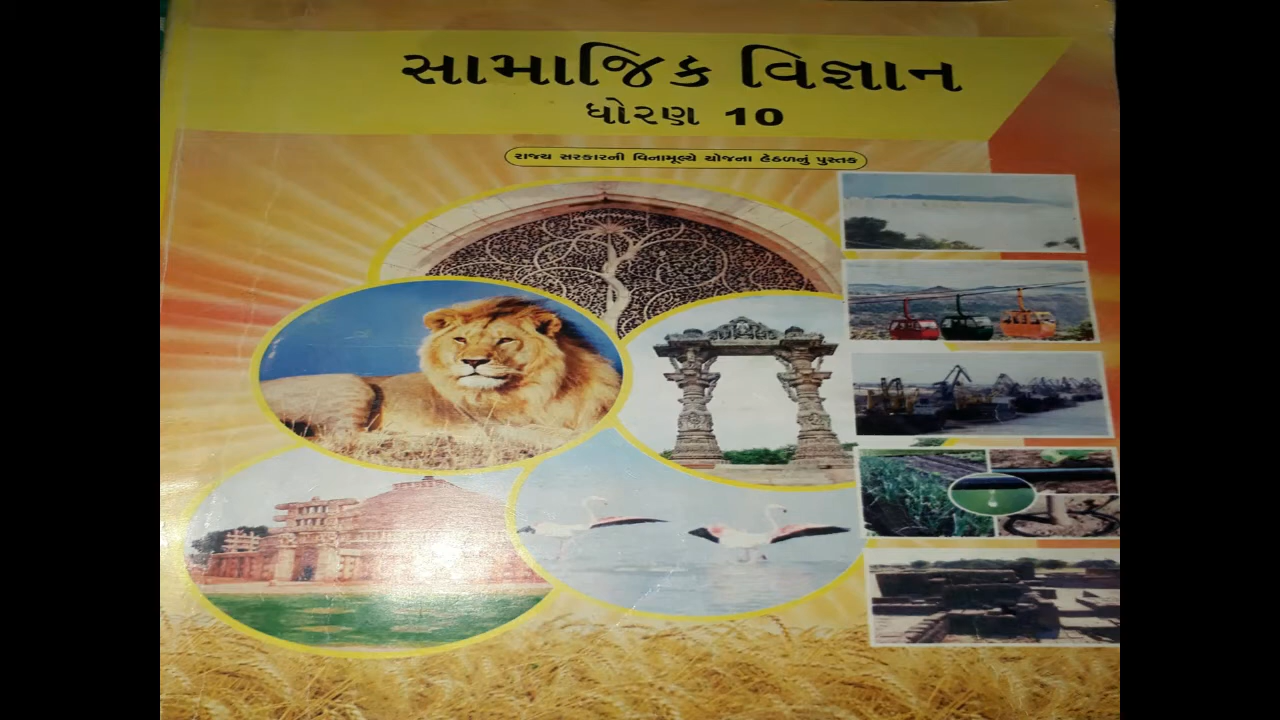 સામાજિક વિજ્ઞાન
ધોરણ 10
રાજ્ય સરકારની વિનામૂલ્યે યોજના હેઠળનું પુસ્તક